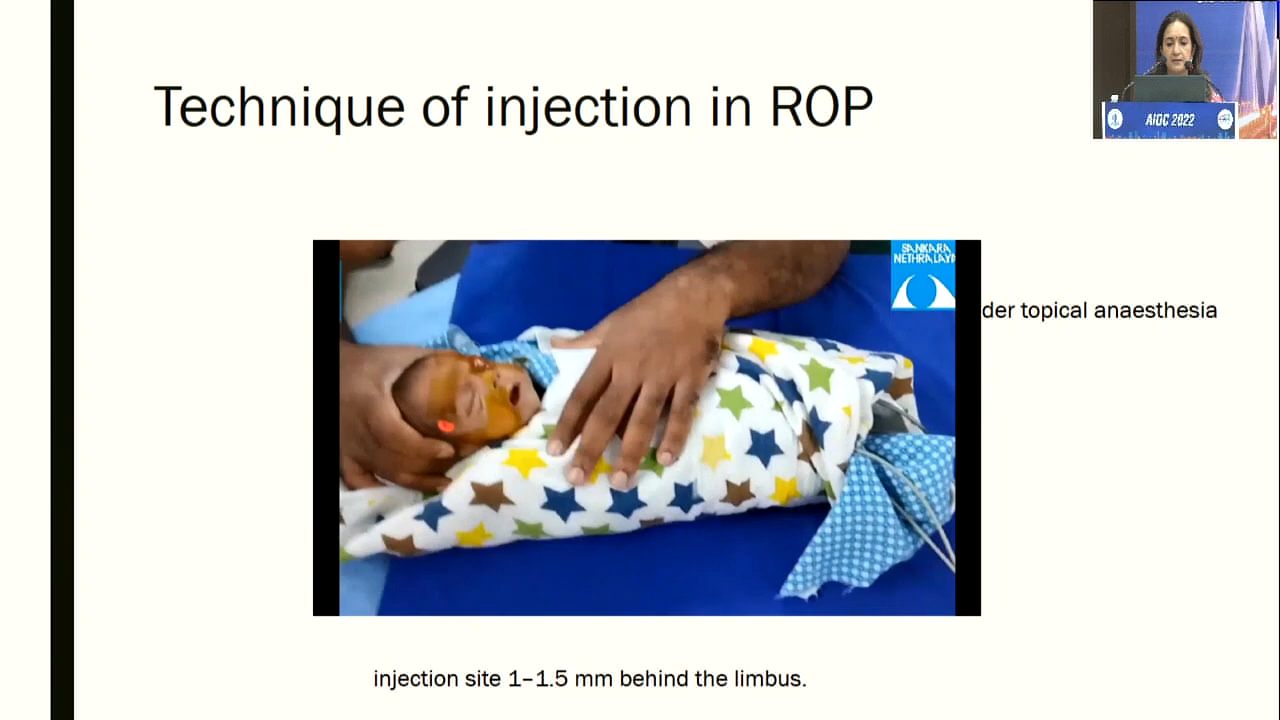 Technique of injection in ROP
AIOC 2022
SANKARA
NETHRALAYA
der topical anaesthesia
injection site 1–1.5 mm behind the limbus.